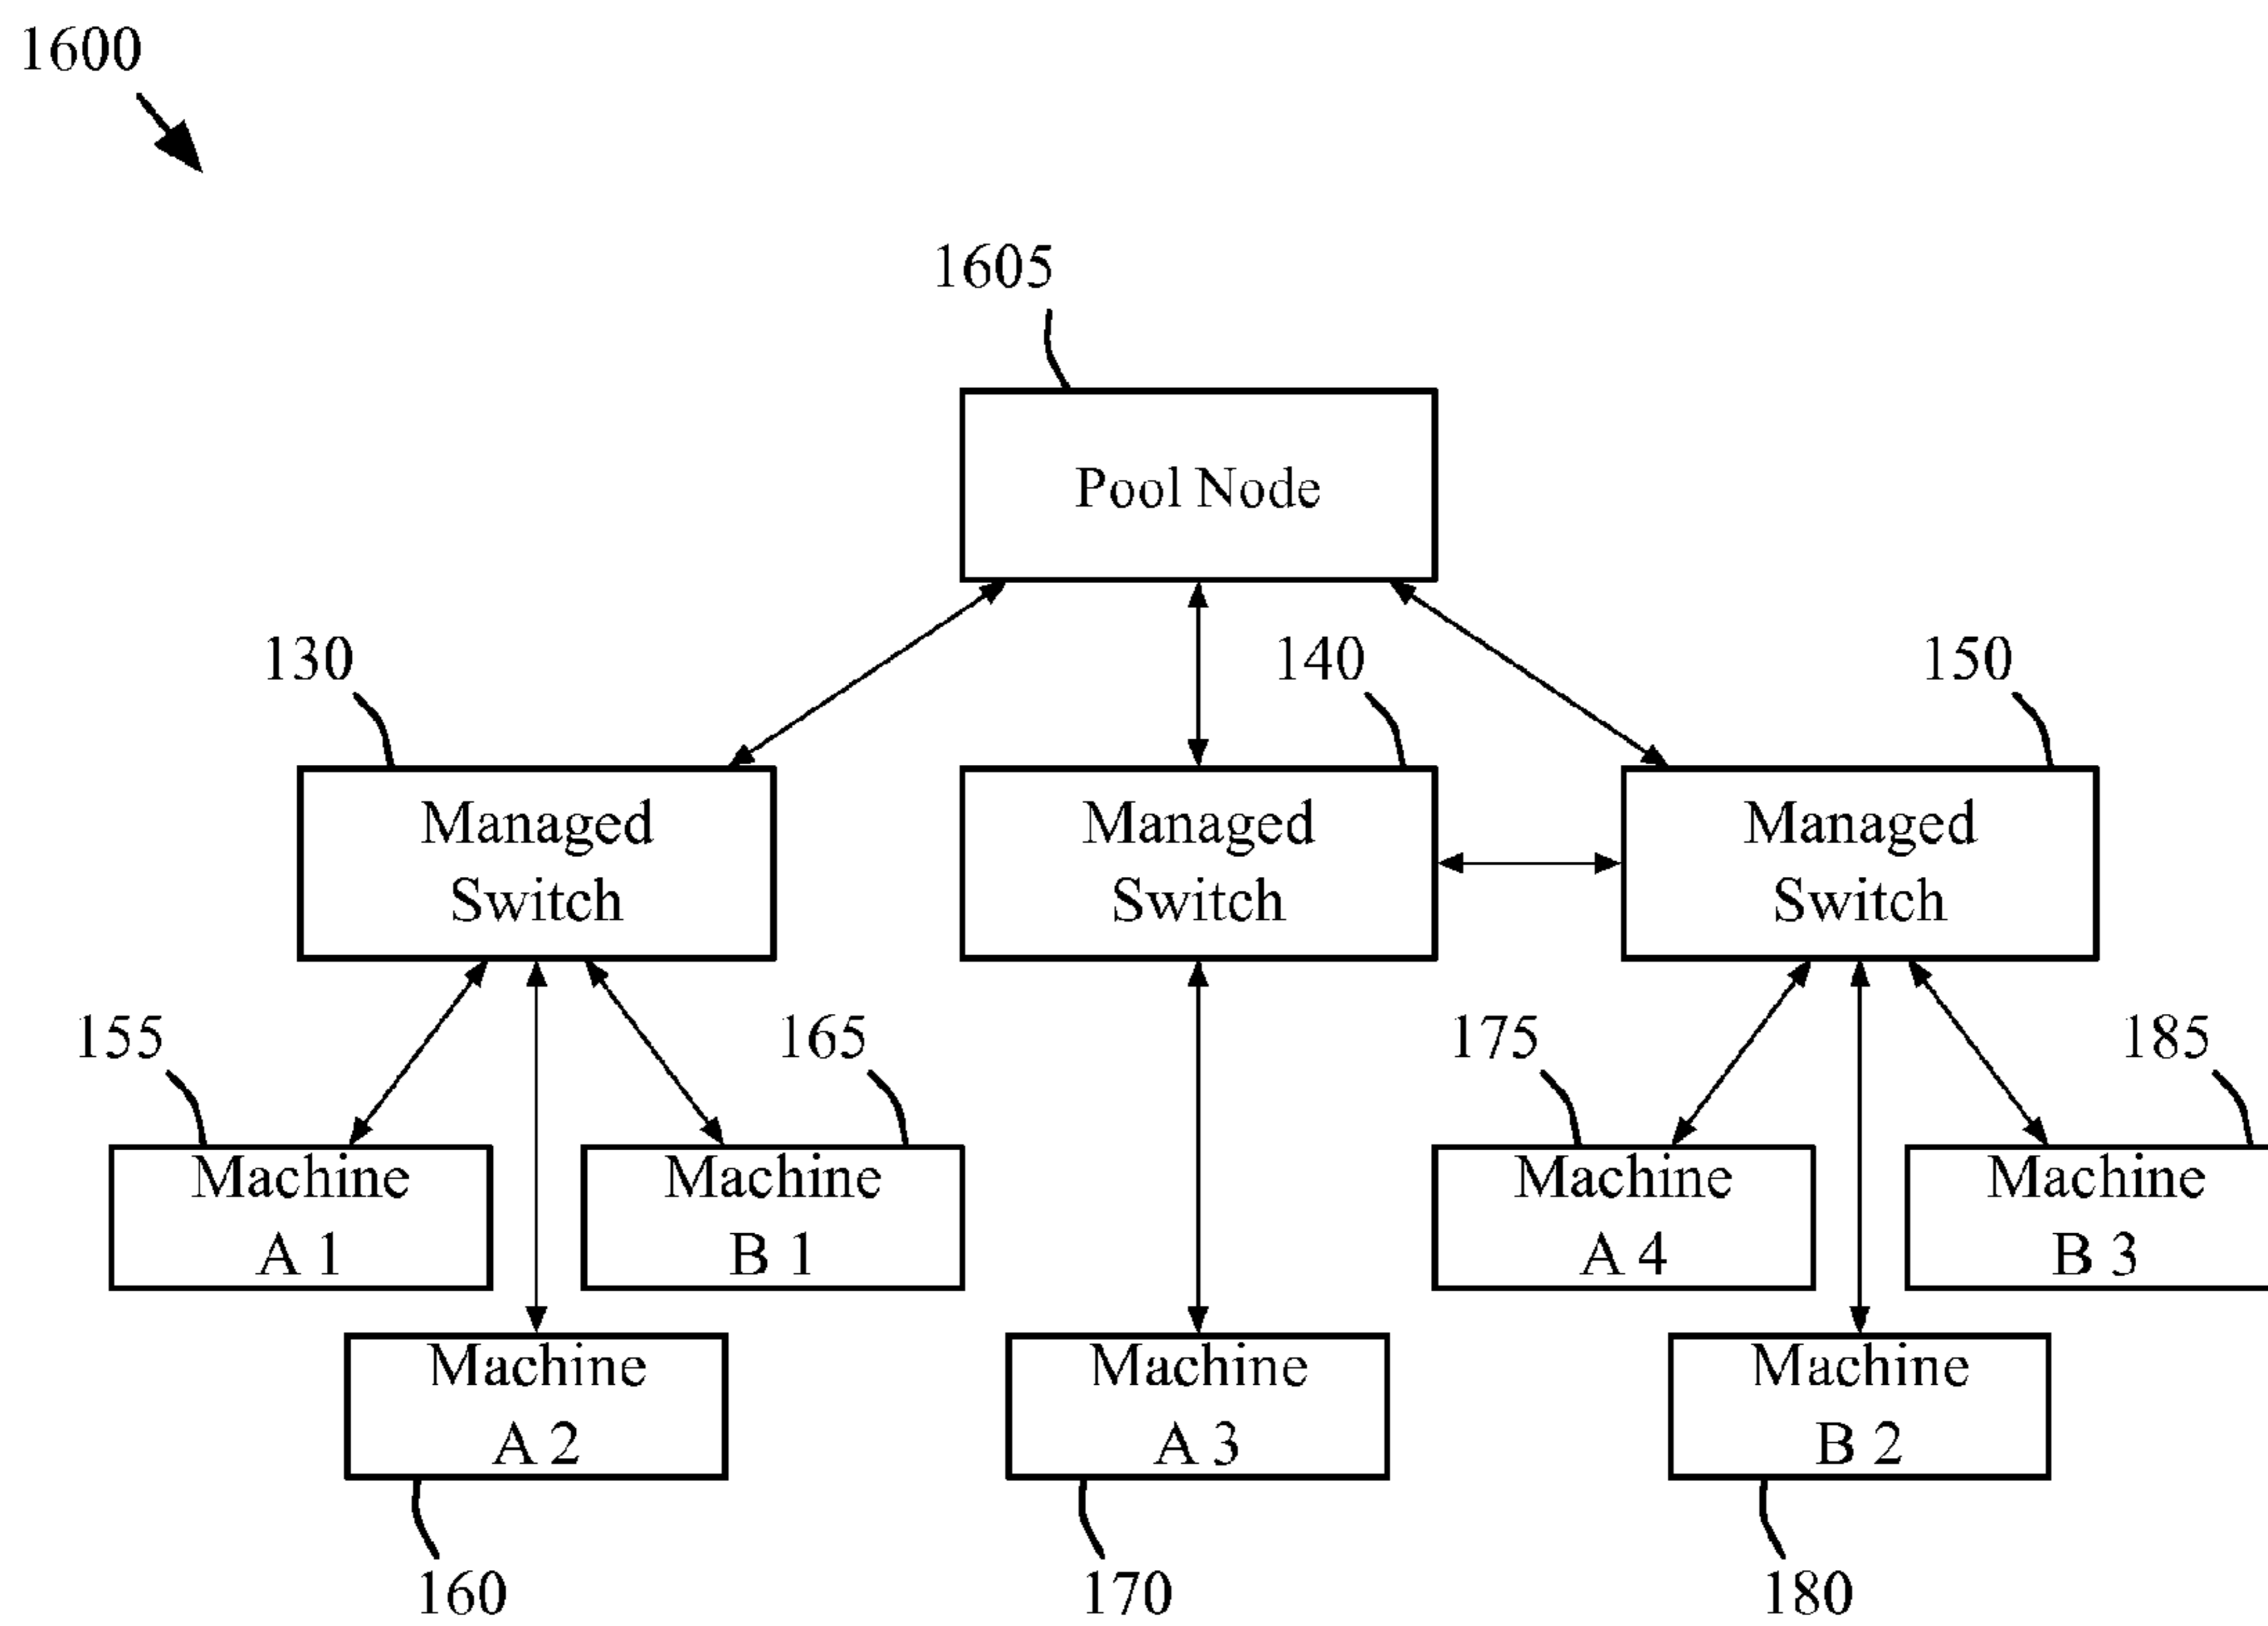 1600
1605
Pool Node
130
140
150
Managed
Switch
Managed
Switch
Managed
Switch
155
165
175
185
Machine
A 1
Machine
B 1
Machine
A 4
Machine
B 3
Machine
A 2
Machine
A 3
Machine
B 2
160
170
180